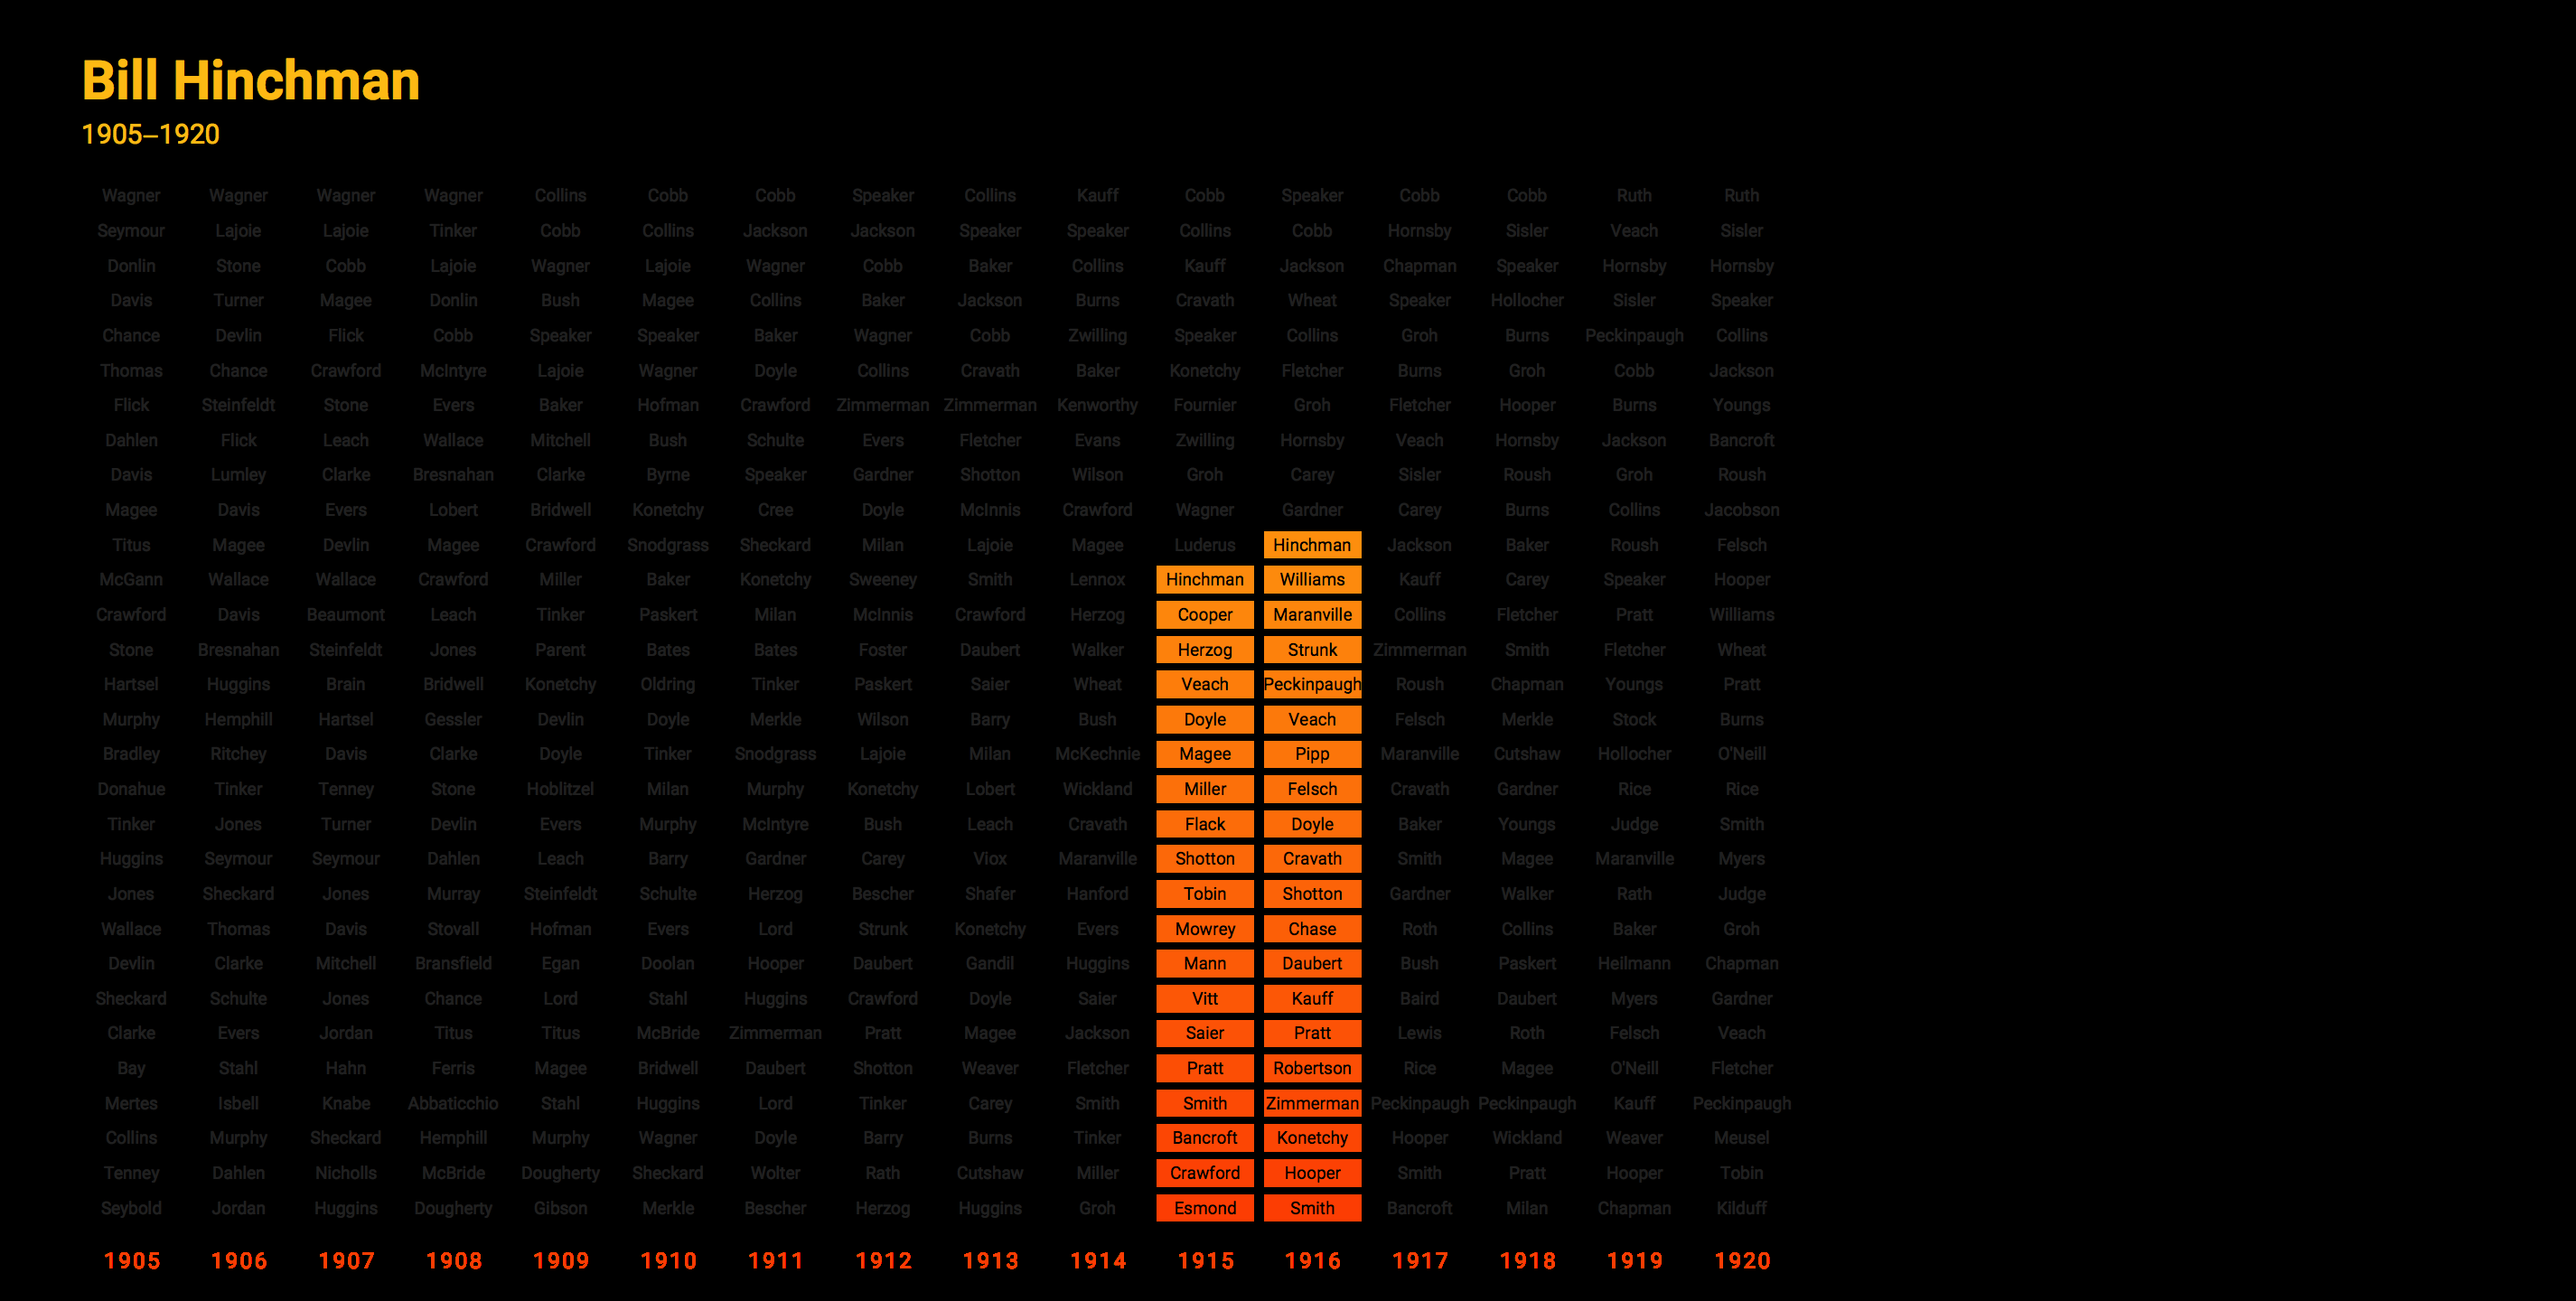 Bill Hinchman
1905–1920
Wagner Wagner Wagner Wagner Collins Cobb Cobb Speaker Collins Kauff Cobb Speaker Cobb Cobb Ruth Ruth
Seymour Lajoie Lajoie Tinker Cobb Collins Jackson Jackson Speaker Speaker Collins Cobb Hornsby Sisler Veach Sisler
Donlin Stone Cobb Lajoie Wagner Lajoie Wagner Cobb Baker Collins Kauff Jackson Chapman Speaker Hornsby Hornsby
Davis Turner Magee Donlin Bush Magee Collins Baker Jackson Burns Cravath Wheat Speaker Hollocher Sisler Speaker
Chance Devlin Flick Cobb Speaker Speaker Baker Wagner Cobb Zwilling Speaker Collins Groh Burns Peckinpaugh Collins
Thomas Chance Crawford McIntyre Lajoie Wagner Doyle Collins Cravath Baker Konetchy Fletcher Burns Groh Cobb Jackson
Flick Steinfeldt Stone Evers Baker Hofman Crawford Zimmerman Zimmerman Kenworthy Fournier Groh Fletcher Hooper Burns Youngs
Dahlen Flick Leach Wallace Mitchell Bush Schulte Evers Fletcher Evans Zwilling Hornsby Veach Hornsby Jackson Bancroft
Davis Lumley Clarke Bresnahan Clarke Byrne Speaker Gardner Shotton Wilson Groh Carey Sisler Roush Groh Roush
Magee Davis Evers Lobert Bridwell Konetchy Cree Doyle McInnis Crawford Wagner Gardner Carey Burns Collins Jacobson
Titus Magee Devlin Magee Crawford Snodgrass Sheckard Milan Lajoie Magee Luderus Hinchman Jackson Baker Roush Felsch
McGann Wallace Wallace Crawford Miller Baker Konetchy Sweeney Smith Lennox Hinchman Williams Kauff Carey Speaker Hooper
Crawford Davis Beaumont Leach Tinker Paskert Milan McInnis Crawford Herzog Cooper Maranville Collins Fletcher Pratt Williams
Stone Bresnahan Steinfeldt Jones Parent Bates Bates Foster Daubert Walker Herzog Strunk Zimmerman Smith Fletcher Wheat
Hartsel Huggins Brain Bridwell Konetchy Oldring Tinker Paskert Saier Wheat Veach Peckinpaugh Roush Chapman Youngs Pratt
Murphy Hemphill Hartsel Gessler Devlin Doyle Merkle Wilson Barry Bush Doyle Veach Felsch Merkle Stock Burns
Bradley Ritchey Davis Clarke Doyle Tinker Snodgrass Lajoie Milan McKechnie Magee Pipp Maranville Cutshaw Hollocher O'Neill
Donahue Tinker Tenney Stone Hoblitzel Milan Murphy Konetchy Lobert Wickland Miller Felsch Cravath Gardner Rice Rice
Tinker Jones Turner Devlin Evers Murphy McIntyre Bush Leach Cravath Flack Doyle Baker Youngs Judge Smith
Huggins Seymour Seymour Dahlen Leach Barry Gardner Carey Viox Maranville Shotton Cravath Smith Magee Maranville Myers
Jones Sheckard Jones Murray Steinfeldt Schulte Herzog Bescher Shafer Hanford Tobin Shotton Gardner Walker Rath Judge
Wallace Thomas Davis Stovall Hofman Evers Lord Strunk Konetchy Evers Mowrey Chase Roth Collins Baker Groh
Devlin Clarke Mitchell Bransfield Egan Doolan Hooper Daubert Gandil Huggins Mann Daubert Bush Paskert Heilmann Chapman
Sheckard Schulte Jones Chance Lord Stahl Huggins Crawford Doyle Saier Vitt Kauff Baird Daubert Myers Gardner
Clarke Evers Jordan Titus Titus McBride Zimmerman Pratt Magee Jackson Saier Pratt Lewis Roth Felsch Veach
Bay Stahl Hahn Ferris Magee Bridwell Daubert Shotton Weaver Fletcher Pratt Robertson Rice Magee O'Neill Fletcher
Mertes Isbell Knabe Abbaticchio Stahl Huggins Lord Tinker Carey Smith Smith Zimmerman Peckinpaugh Peckinpaugh Kauff Peckinpaugh
Collins Murphy Sheckard Hemphill Murphy Wagner Doyle Barry Burns Tinker Bancroft Konetchy Hooper Wickland Weaver Meusel
Tenney Dahlen Nicholls McBride Dougherty Sheckard Wolter Rath Cutshaw Miller Crawford Hooper Smith Pratt Hooper Tobin
Seybold Jordan Huggins Dougherty Gibson Merkle Bescher Herzog Huggins Groh Esmond Smith Bancroft Milan Chapman Kilduff
1905 1906 1907 1908 1909 1910 1911 1912 1913 1914 1915 1916 1917 1918 1919 1920